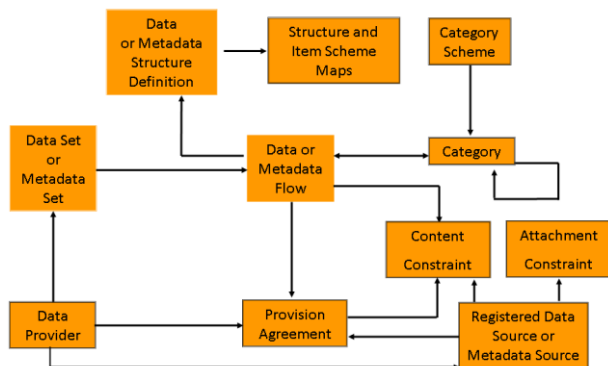 Data
or Metadata
Structure
Definition
Structure and
Item Scheme
Maps
Category
Scheme
Data Set
or
Metadata
Set
Data or
Metadata
Flow
Category
Content
Constraint
Attachment
Constraint
Data
Provider
Provision
Agreement
Registered Data
Source or
Metadata Source